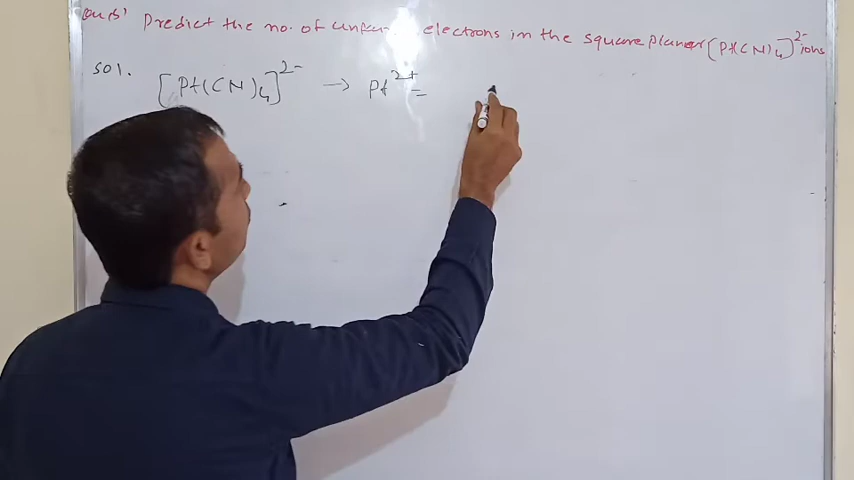 Predict the no. of electrons in the square planar [Pt(CN)4]2- ions
Sol. [Pt(CN)4]2- → Pt2+ =